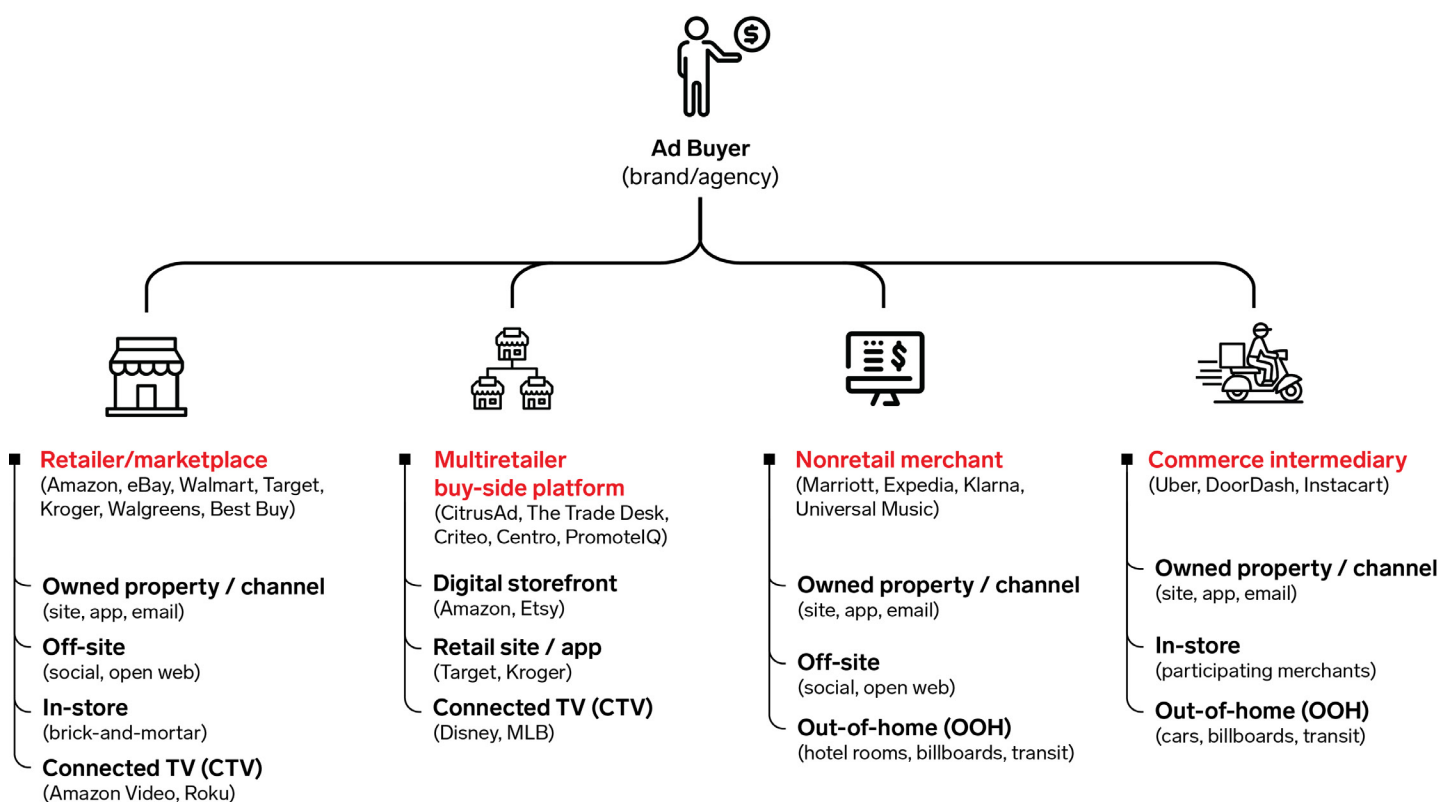 $
Ad Buyer
(brand/agency)
$
Retailer/marketplace
(Amazon, eBay, Walmart, Target,
Kroger, Walgreens, Best Buy)
Owned property / channel
(site, app, email)
Off-site
(social, open web)
In-store
(brick-and-mortar)
Connected TV (CTV)
(Amazon Video, Roku)
Multiretailer
buy-side platform
(CitrusAd, The Trade Desk,
Criteo, Centro, PromoteIQ)
Digital storefront
(Amazon, Etsy)
Retail site / app
(Target, Kroger)
Connected TV (CTV)
(Disney, MLB)
Nonretail merchant
(Marriott, Expedia, Klarna,
Universal Music)
Owned property / channel
(site, app, email)
Off-site
(social, open web)
Out-of-home (OOH)
(hotel rooms, billboards, transit)
Commerce intermediary
(Uber, DoorDash, Instacart)
Owned property / channel
(site, app, email)
In-store
(participating merchants)
Out-of-home (OOH)
(cars, billboards, transit)